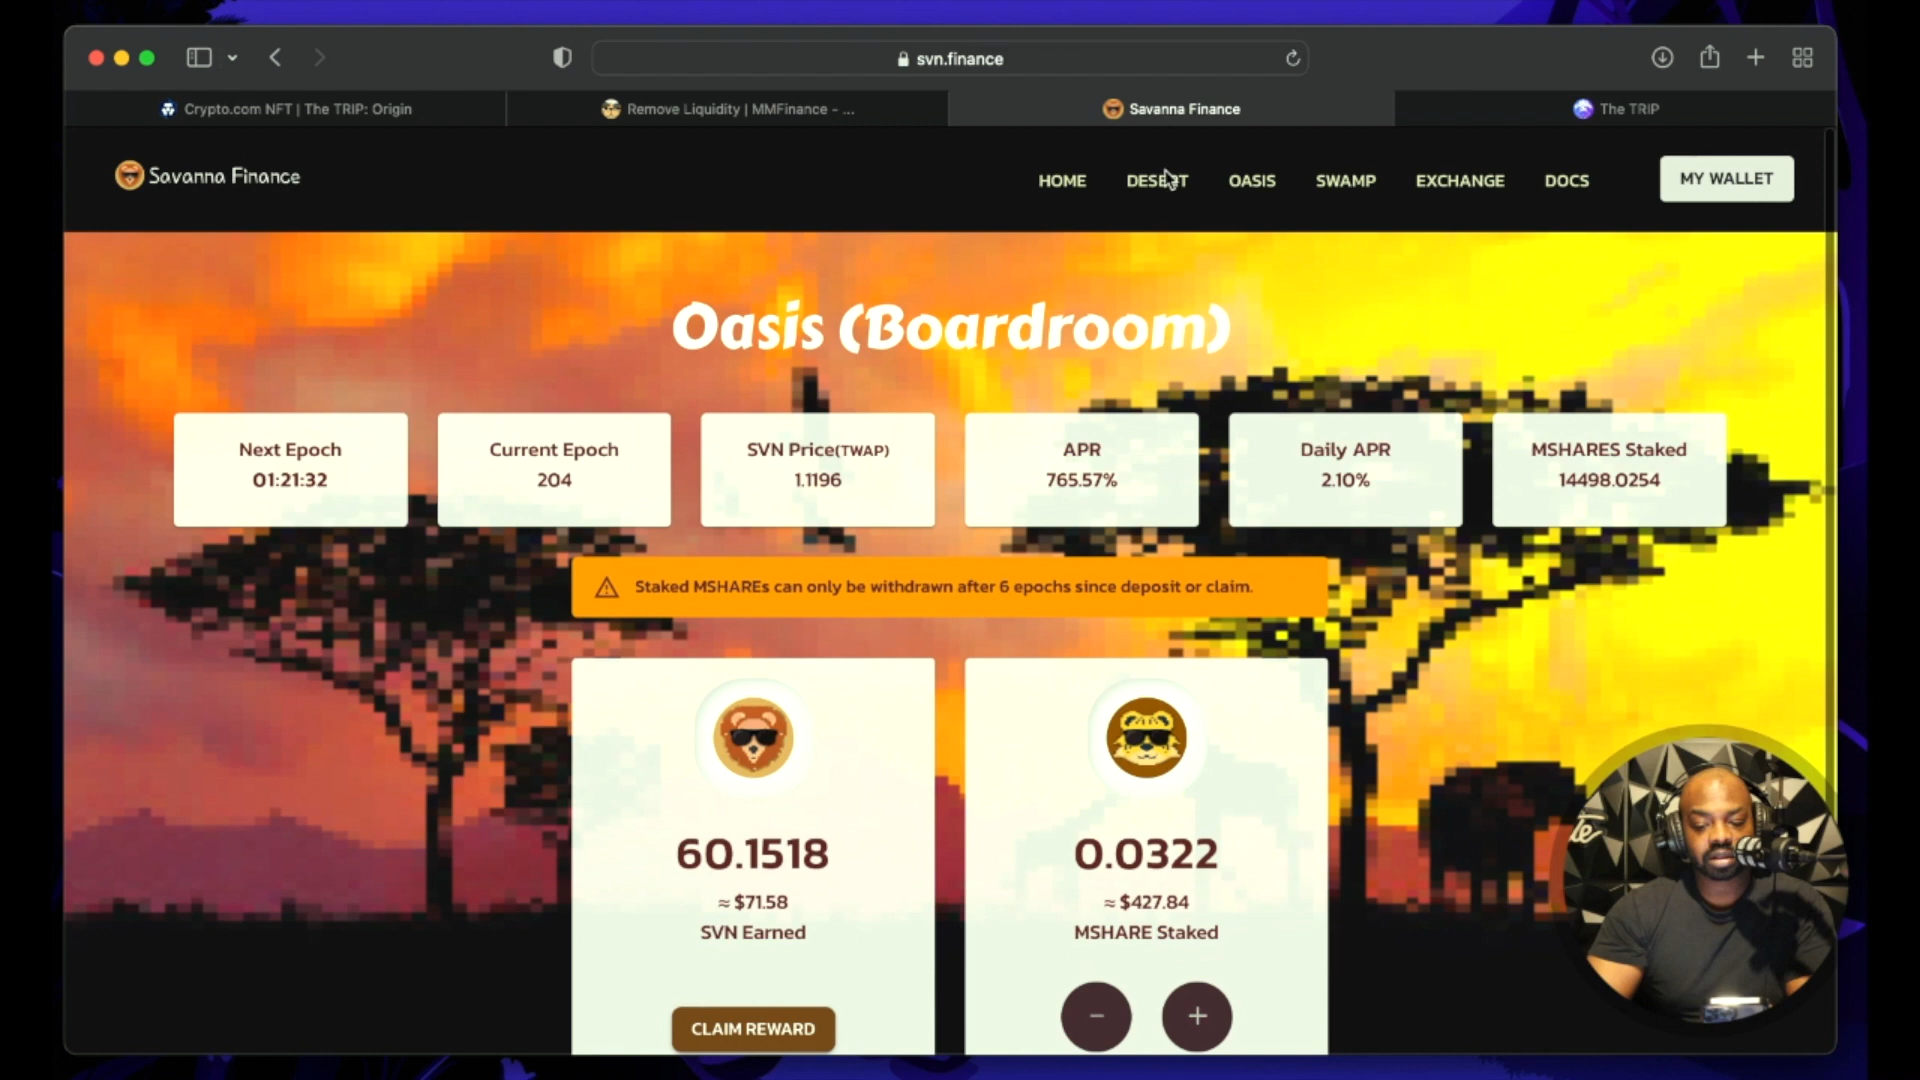 svn.finance
Crypto.com NFT | The TRIP: Origin
Remove Liquidity | MMFinance - ...
Savanna Finance
The TRIP
Savanna Finance
HOME
DESERT
OASIS
SWAMP
EXCHANGE
DOCS
MY WALLET
Oasis (Boardroom)
Next Epoch
01:21:32
Current Epoch
204
SVN Price(TWAP)
1.1196
APR
765.57%
Daily APR
2.10%
MSHARES Staked
14498.0254
Staked MSHAREs can only be withdrawn after 6 epochs since deposit or claim.
60.1518
≈ $71.58
SVN Earned
CLAIM REWARD
0.0322
≈ $427.84
MSHARE Staked